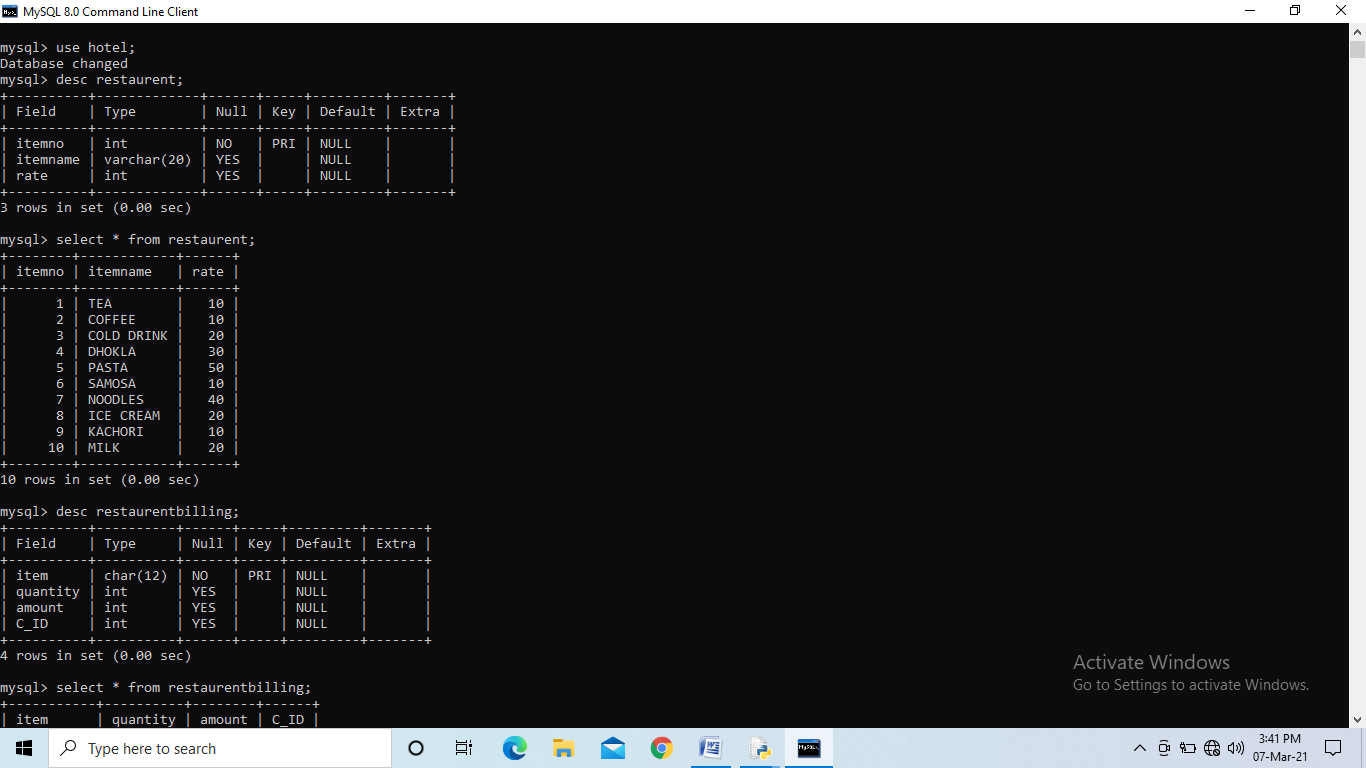 MySQL 8.0 Command Line Client
mysql> use hotel;
Database changed
mysql> desc restaurent;
+----------+-------------+------+-----+---------+-------+
| Field    | Type        | Null | Key | Default | Extra |
+----------+-------------+------+-----+---------+-------+
| itemno   | int         | NO   | PRI | NULL    |       |
| itemname | varchar(20) | YES  |     | NULL    |       |
| rate     | int         | YES  |     | NULL    |       |
+----------+-------------+------+-----+---------+-------+
3 rows in set (0.00 sec)
mysql> select * from restaurent;
+--------+------------+------+
| itemno | itemname   | rate |
+--------+------------+------+
|      1 | TEA        |   10 |
|      2 | COFFEE     |   10 |
|      3 | COLD DRINK |   20 |
|      4 | DHOKLA     |   30 |
|      5 | PASTA      |   50 |
|      6 | SAMOSA     |   10 |
|      7 | NOODLES    |   40 |
|      8 | ICE CREAM  |   20 |
|      9 | KACHORI    |   10 |
|     10 | MILK       |   20 |
+--------+------------+------+
10 rows in set (0.00 sec)
mysql> desc restaurentbilling;
+----------+----------+------+-----+---------+-------+
| Field    | Type     | Null | Key | Default | Extra |
+----------+----------+------+-----+---------+-------+
| item     | char(12) | NO   | PRI | NULL    |       |
| quantity | int      | YES  |     | NULL    |       |
| amount   | int      | YES  |     | NULL    |       |
| C_ID     | int      | YES  |     | NULL    |       |
+----------+----------+------+-----+---------+-------+
4 rows in set (0.00 sec)
mysql> select * from restaurentbilling;
+-----------+----------+--------+------+
| item      | quantity | amount | C_ID |
Activate Windows
Go to Settings to activate Windows.
Type here to search
3:41 PM
07-Mar-21